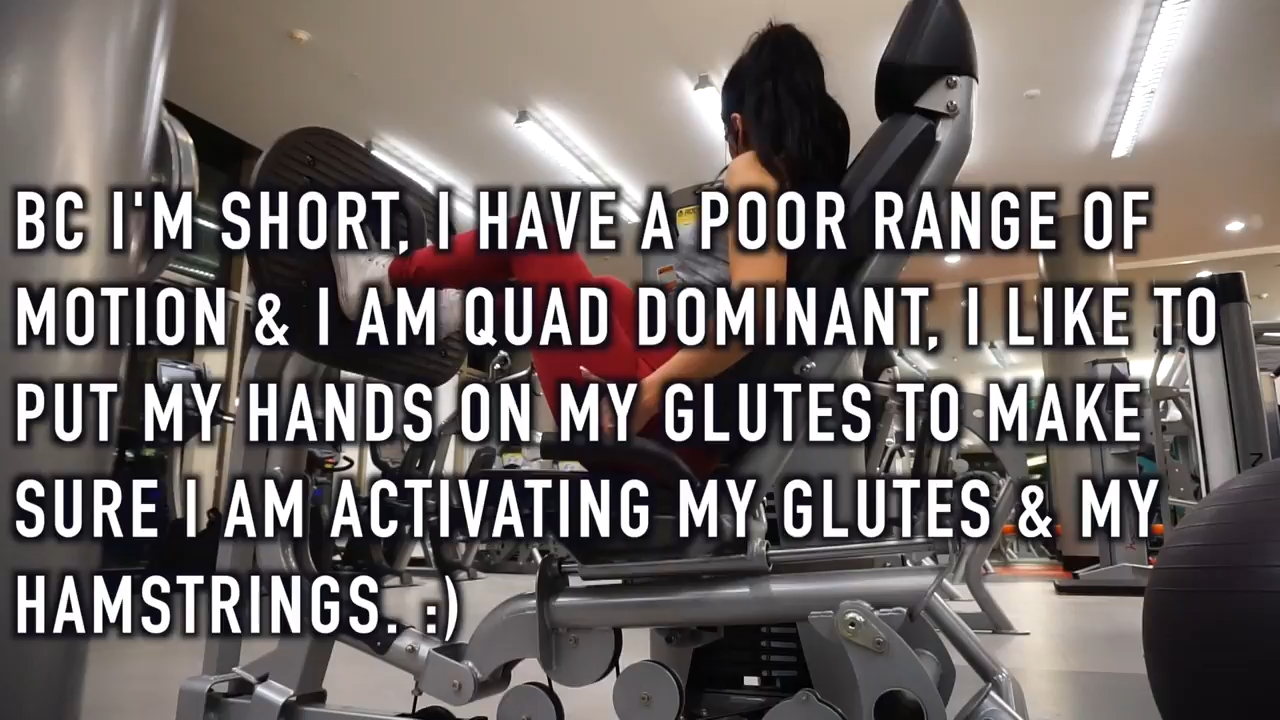 BC I'M SHORT, I HAVE A POOR RANGE OF
MOTION & I AM QUAD DOMINANT, I LIKE TO
PUT MY HANDS ON MY GLUTES TO MAKE
SURE I AM ACTIVATING MY GLUTES & MY
HAMSTRINGS. :)